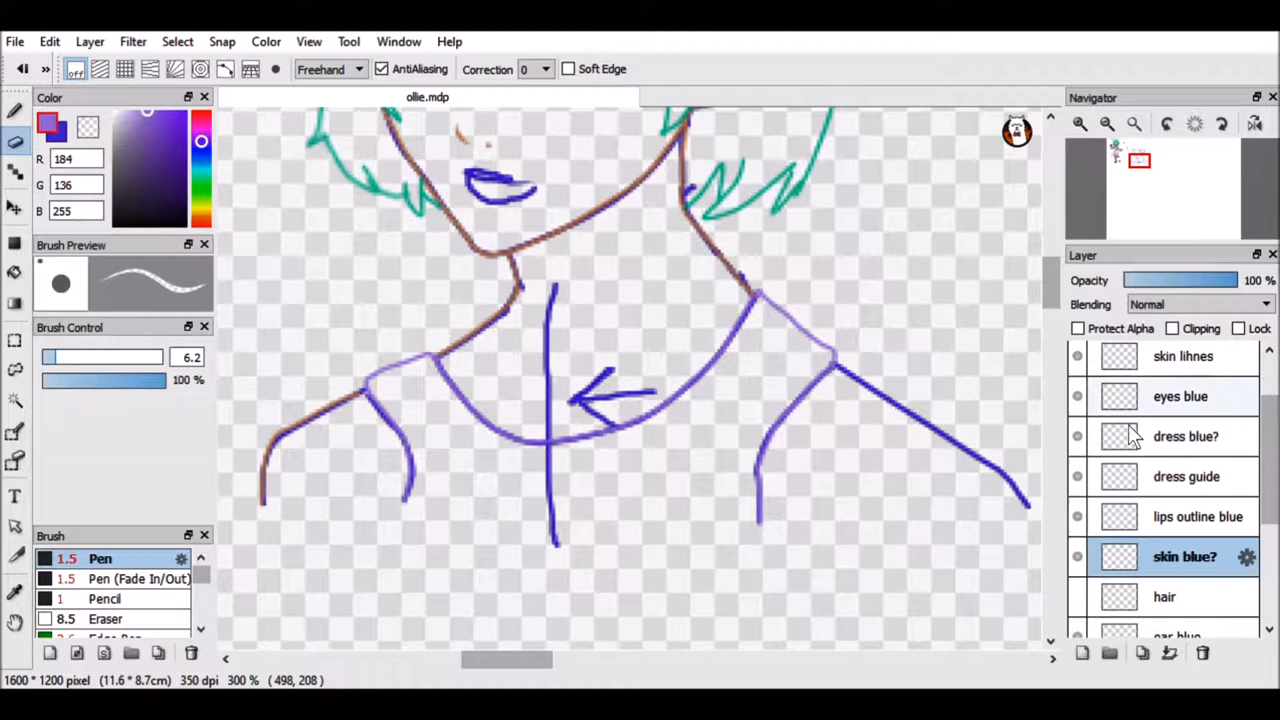 File Edit Layer Filter Select Snap Color View Tool Window Help
off Freehand AntiAliasing Correction 0 Soft Edge
Color
ollie.mdp
Navigator
R 184
G 136
B 255
Brush Preview
*
Brush Control
6.2
100 %
Layer
Opacity 100 %
Blending Normal
Protect Alpha Clipping Lock
skin lihnes
eyes blue
dress blue?
dress guide
lips outline blue
skin blue?
hair
ear blue
Brush
1.5 Pen
1.5 Pen (Fade In/Out)
1 Pencil
8.5 Eraser
Edge Pen
1600 * 1200 pixel (11.6 * 8.7cm) 350 dpi 300 % ( 498, 208 )